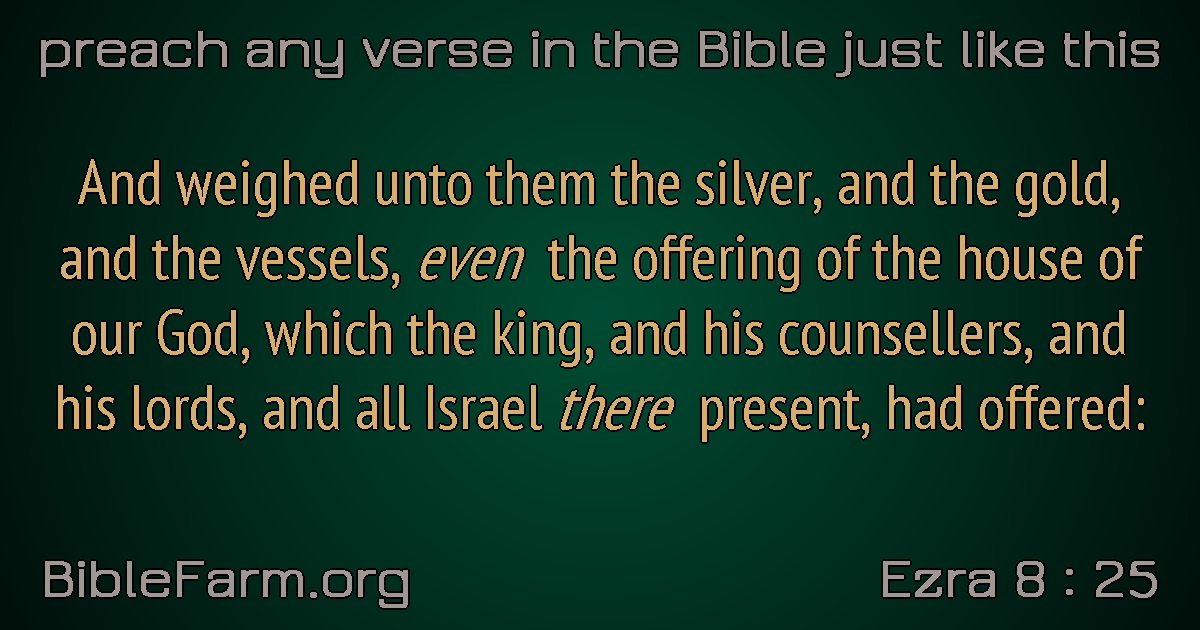 preach any verse in the Bible just like this
And weighed unto them the silver, and the gold,
and the vessels, even the offering of the house of
our God, which the king, and his counsellers, and
his lords, and all Israel there present, had offered:
BibleFarm.org
Ezra 8 : 25